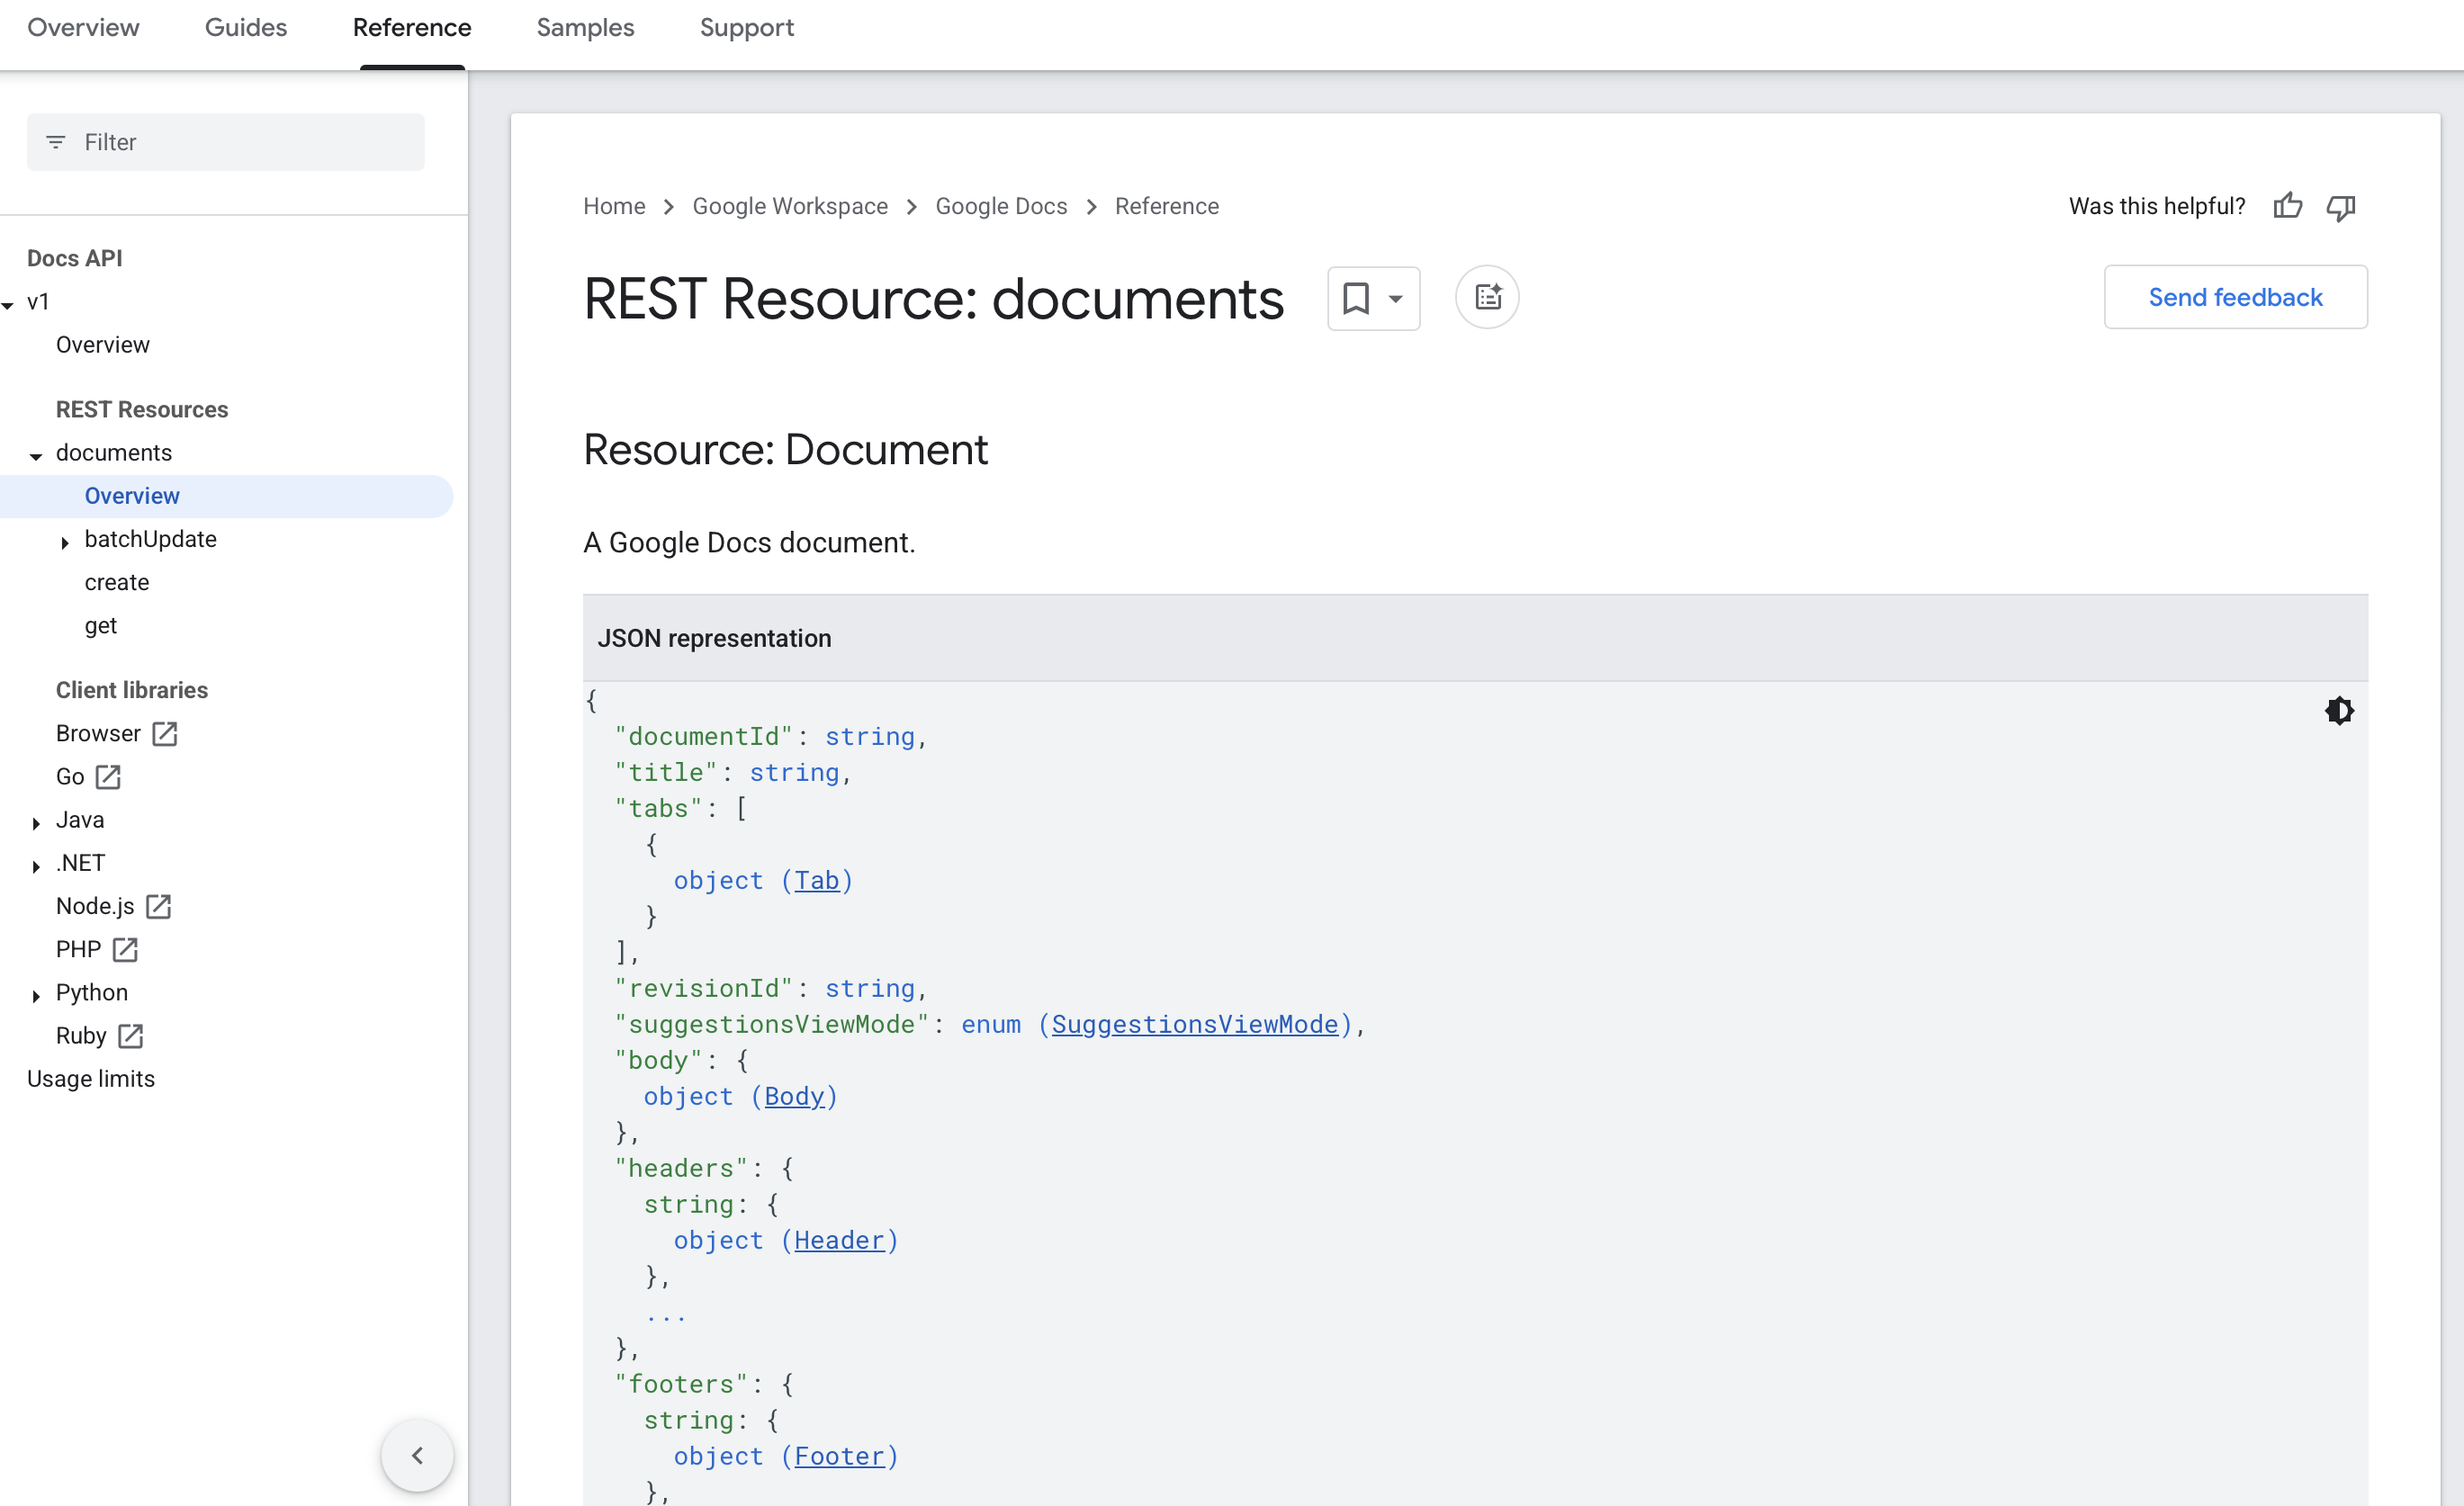 Overview Guides Reference Samples Support
Filter
Docs API
v1
Overview
REST Resources
documents
Overview
batchUpdate
create
get
Client libraries
Browser
Go
Java
.NET
Node.js
PHP
Python
Ruby
Usage limits
Home Google Workspace Google Docs Reference
Was this helpful?
REST Resource: documents
Send feedback
Resource: Document
A Google Docs document.
JSON representation
{
  "documentId": string,
  "title": string,
  "tabs": [
    {
      object (Tab)
    }
  ],
  "revisionId": string,
  "suggestionsViewMode": enum (SuggestionsViewMode),
  "body": {
    object (Body)
  },
  "headers": {
    string: {
      object (Header)
    },
    ...
  },
  "footers": {
    string: {
      object (Footer)
    },